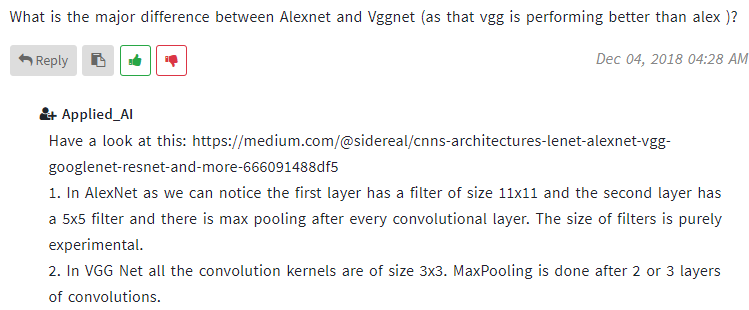 What is the major difference between Alexnet and Vggnet (as that vgg is performing better than alex )?
Reply
Dec 04, 2018 04:28 AM
Applied_AI
Have a look at this: https://medium.com/@sidereal/cnns-architectures-lenet-alexnet-vgg-
googlenet-resnet-and-more-666091488df5
1. In AlexNet as we can notice the first layer has a filter of size 11x11 and the second layer has
a 5x5 filter and there is max pooling after every convolutional layer. The size of filters is purely
experimental.
2. In VGG Net all the convolution kernels are of size 3x3. MaxPooling is done after 2 or 3 layers
of convolutions.